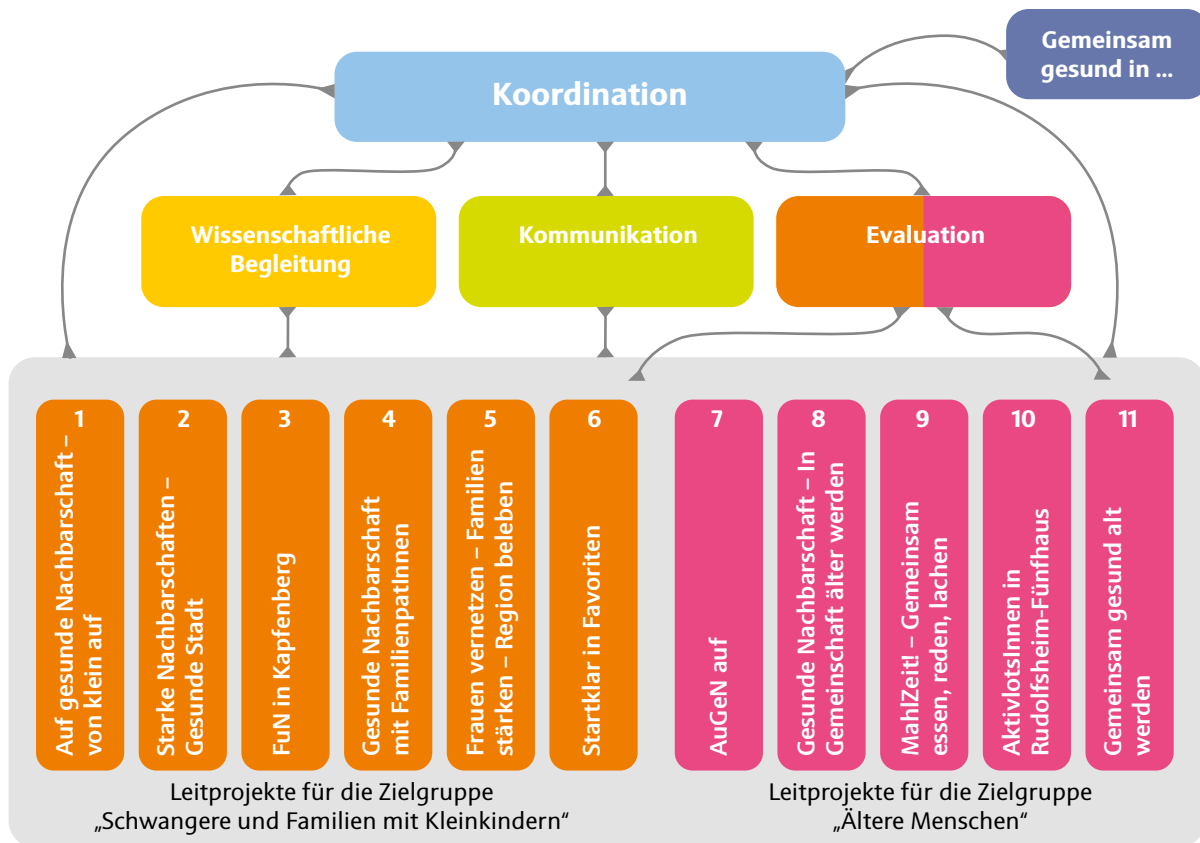 Gemeinsam
gesund in ...
Koordination
Wissenschaftliche
Begleitung
Kommunikation
Evaluation
1
Auf gesunde Nachbarschaft –
von klein auf
2
Starke Nachbarschaften –
Gesunde Stadt
3
FuN in Kapfenberg
4
Gesunde Nachbarschaft
mit FamilienpatInnen
5
Frauen vernetzen – Familien
stärken – Region beleben
6
Startklar in Favoriten
7
AuGeN auf
8
Gesunde Nachbarschaft – In
Gemeinschaft älter werden
9
MahlZeit! – Gemeinsam
essen, reden, lachen
10
AktivlotsInnen in
Rudolfsheim-Fünfhaus
11
Gemeinsam gesund alt
werden
Leitprojekte für die Zielgruppe
„Schwangere und Familien mit Kleinkindern“
Leitprojekte für die Zielgruppe
„Ältere Menschen“